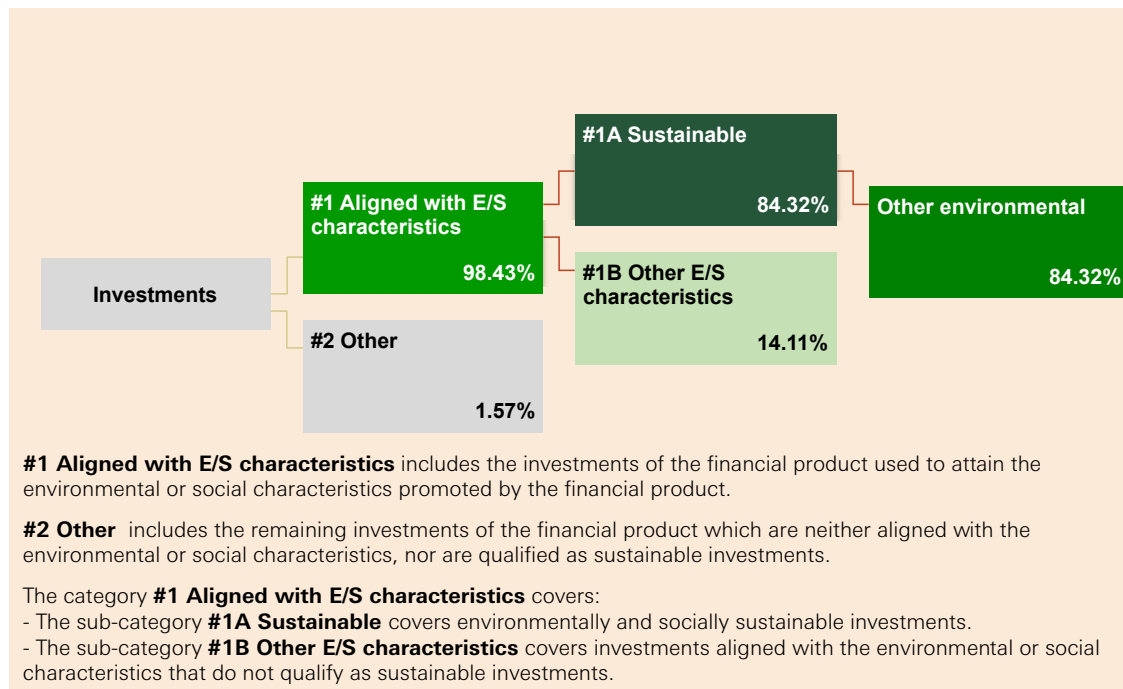 #1A Sustainable
84.32%
#1 Aligned with E/S
characteristics
98.43%
Other environmental
84.32%
Investments
#1B Other E/S
characteristics
14.11%
#2 Other
1.57%
#1 Aligned with E/S characteristics includes the investments of the financial product used to attain the
environmental or social characteristics promoted by the financial product.
#2 Other includes the remaining investments of the financial product which are neither aligned with the
environmental or social characteristics, nor are qualified as sustainable investments.
The category #1 Aligned with E/S characteristics covers:
- The sub-category #1A Sustainable covers environmentally and socially sustainable investments.
- The sub-category #1B Other E/S characteristics covers investments aligned with the environmental or social
characteristics that do not qualify as sustainable investments.